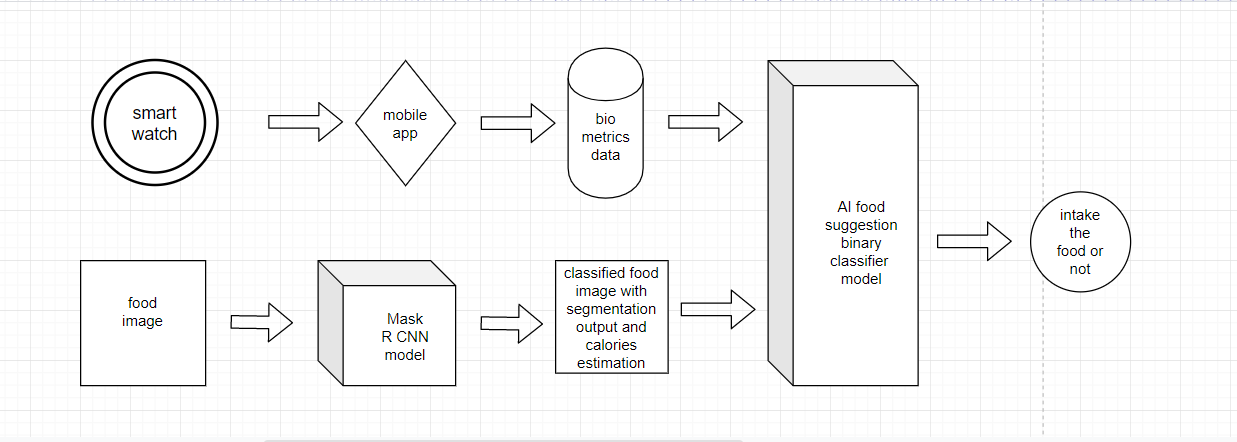 smart
watch
mobile
app
bio
metrics
data
food
image
Mask
R CNN
model
classified food
image with
segmentation
output and
calories
estimation
AI food
suggestion
binary
classifier
model
intake
the
food or
not